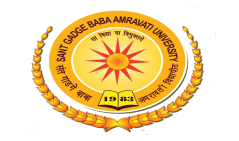 SANT GADGE BABA AMRAVATI UNIVERSITY
सा विद्या या विमुक्तये
संत गाडगे बाबा अमरावती विद्यापीठ
1983